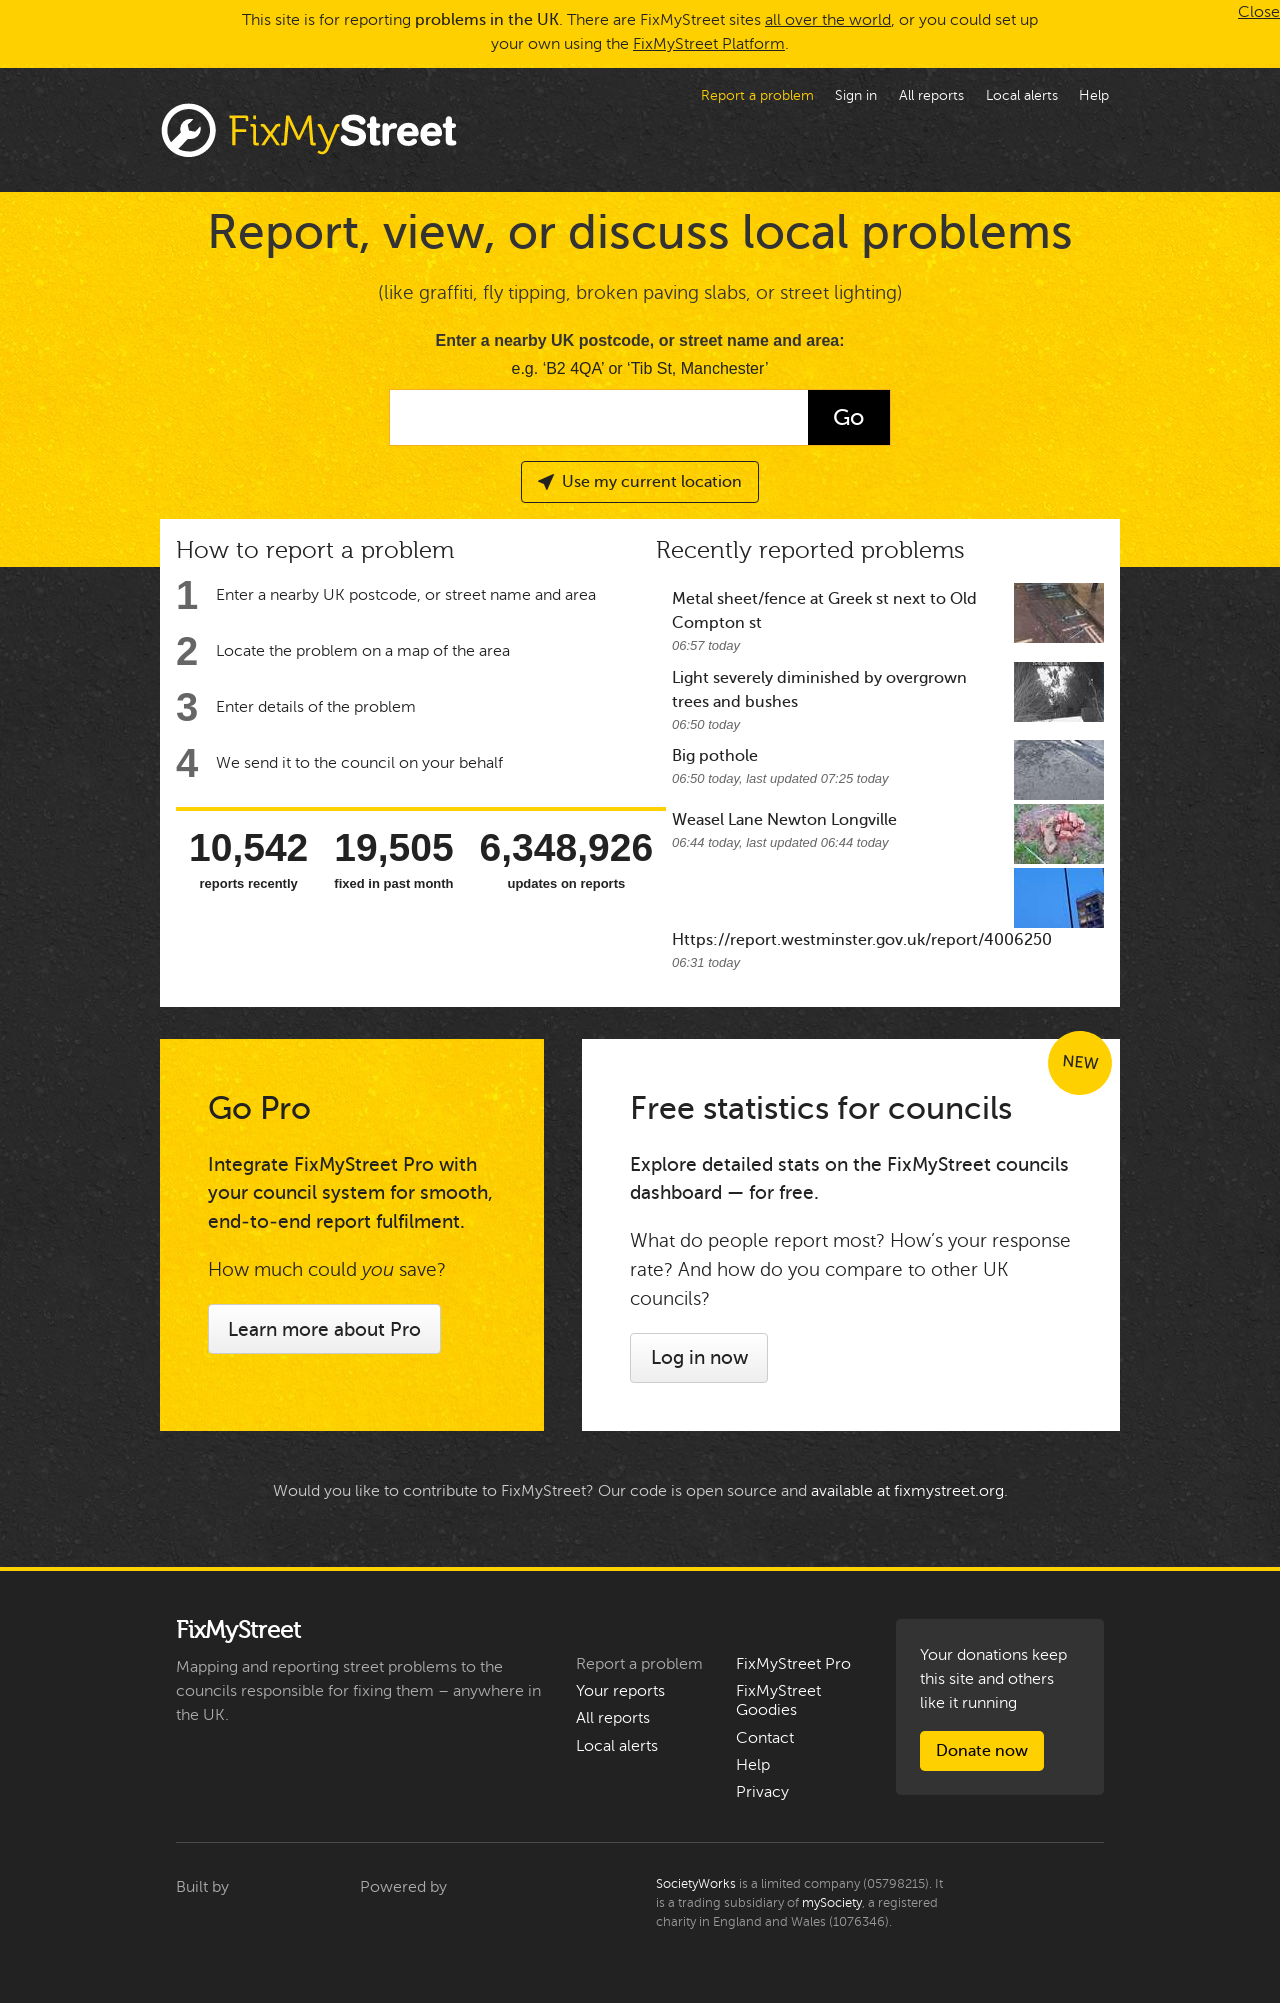 This site is for reporting problems in the UK. There are FixMyStreet sites all over the world, or you could set up
your own using the FixMyStreet Platform.
Close
Report a problem Sign in All reports Local alerts Help
FixMyStreet
Report, view, or discuss local problems
(like graffiti, fly tipping, broken paving slabs, or street lighting)
Enter a nearby UK postcode, or street name and area:
e.g. ‘B2 4QA’ or ‘Tib St, Manchester’
Go
Use my current location
How to report a problem
1 Enter a nearby UK postcode, or street name and area
2 Locate the problem on a map of the area
3 Enter details of the problem
4 We send it to the council on your behalf
10,542 19,505 6,348,926
reports recently fixed in past month updates on reports
Recently reported problems
Metal sheet/fence at Greek st next to Old
Compton st
06:57 today
Light severely diminished by overgrown
trees and bushes
06:50 today
Big pothole
06:50 today, last updated 07:25 today
Weasel Lane Newton Longville
06:44 today, last updated 06:44 today
Https://report.westminster.gov.uk/report/4006250
06:31 today
Go Pro
Integrate FixMyStreet Pro with
your council system for smooth,
end-to-end report fulfilment.
How much could you save?
Learn more about Pro
NEW
Free statistics for councils
Explore detailed stats on the FixMyStreet councils
dashboard — for free.
What do people report most? How’s your response
rate? And how do you compare to other UK
councils?
Log in now
Would you like to contribute to FixMyStreet? Our code is open source and available at fixmystreet.org.
FixMyStreet
Mapping and reporting street problems to the
councils responsible for fixing them – anywhere in
the UK.
Report a problem
Your reports
All reports
Local alerts
FixMyStreet Pro
FixMyStreet
Goodies
Contact
Help
Privacy
Your donations keep
this site and others
like it running
Donate now
Built by
Powered by
SocietyWorks is a limited company (05798215). It
is a trading subsidiary of mySociety, a registered
charity in England and Wales (1076346).